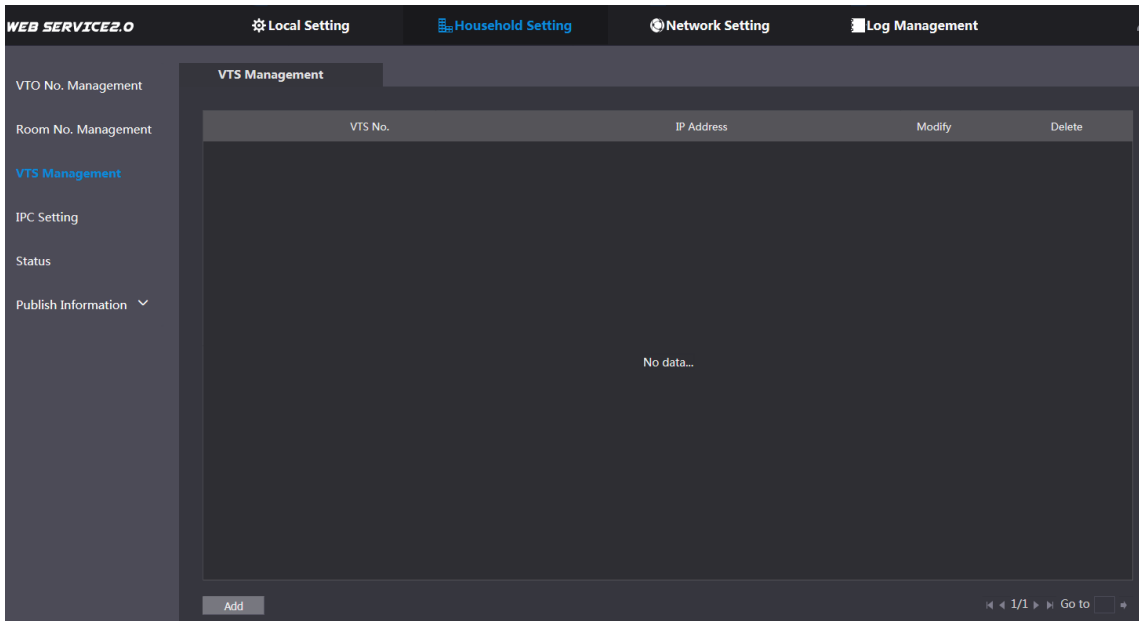 WEB SERVICE2.0 Local Setting Household Setting Network Setting Log Management
VTO No. Management
Room No. Management
VTS Management
IPC Setting
Status
Publish Information
VTS Management
VTS No. IP Address Modify Delete
No data...
Add 1/1 Go to